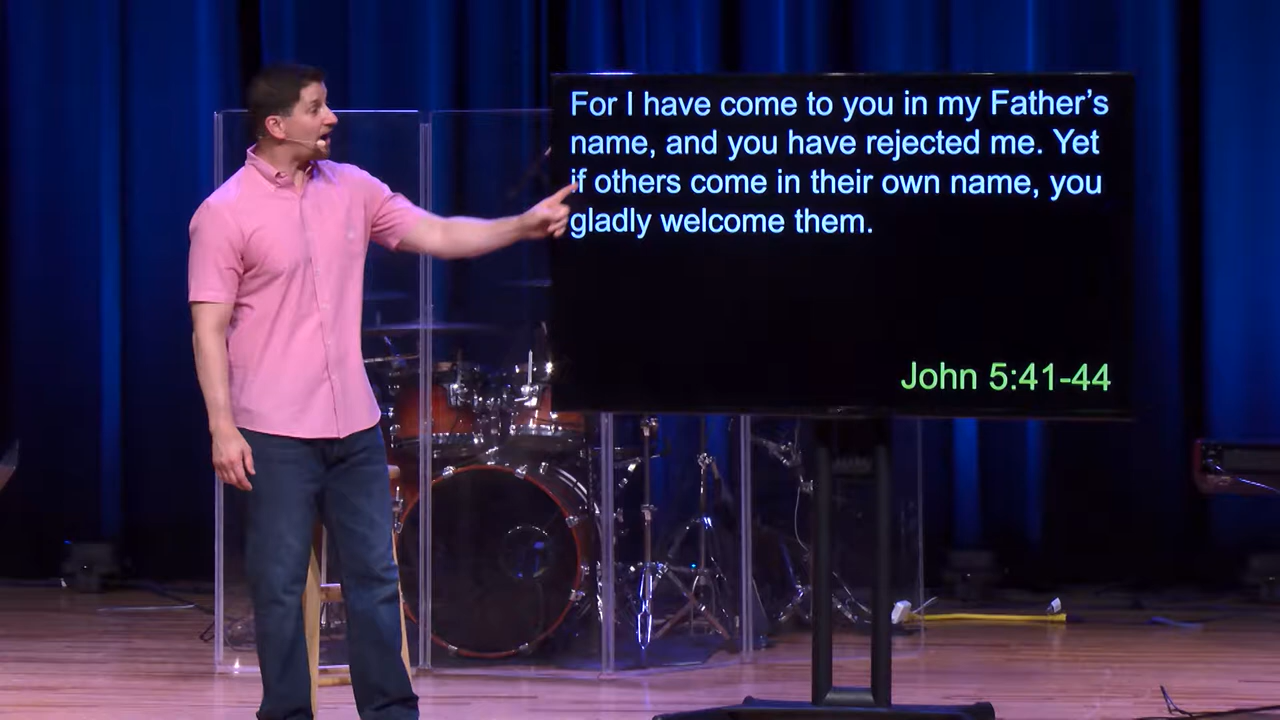 For I have come to you in my Father’s
name, and you have rejected me. Yet
if others come in their own name, you
gladly welcome them.
John 5:41-44